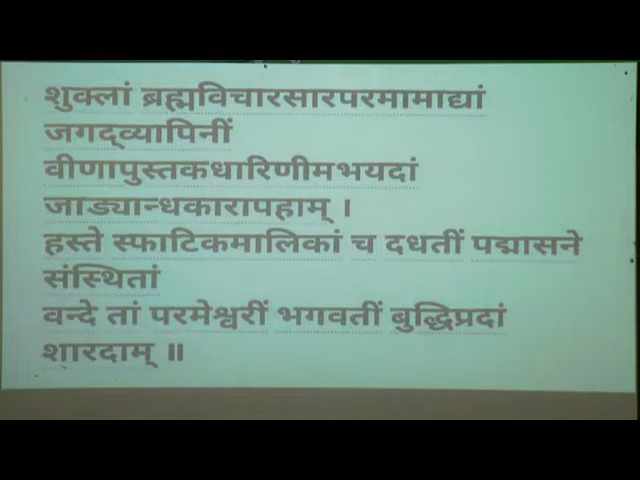 शुक्लां ब्रह्मविचारसारपरमामाद्यां
जगद्व्यापिनीं
वीणापुस्तकधारिणीमभयदां
जाड्यान्धकारापहाम् ।
हस्ते स्फाटिकमालिकां च दधतीं पद्मासने
संस्थितां
वन्दे तां परमेश्वरीं भगवतीं बुद्धिप्रदां
शारदाम् ॥